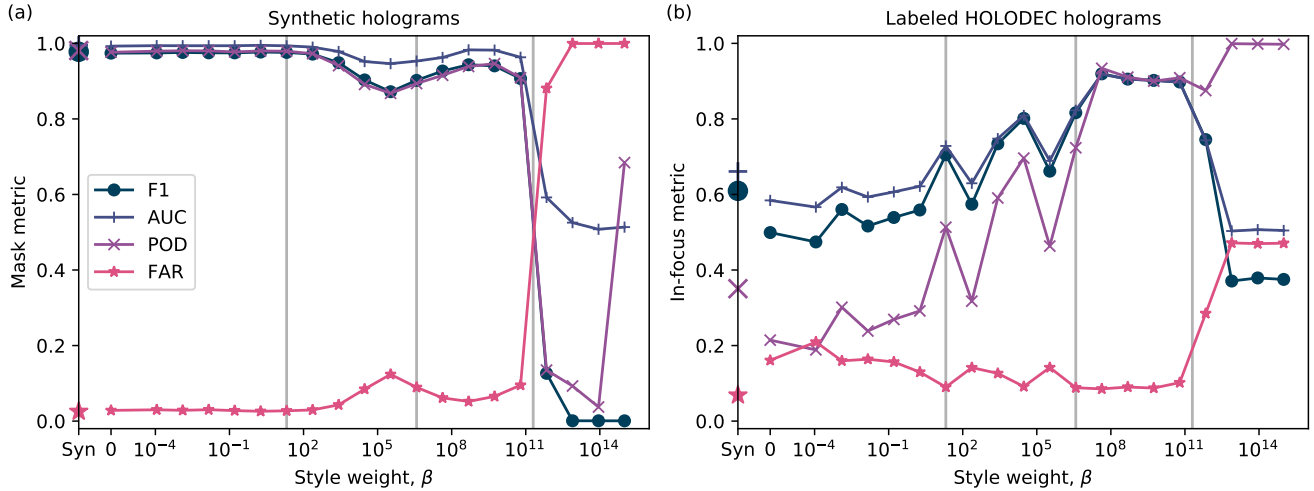 (a)
Synthetic holograms
Mask metric
1.0
0.8
0.6
0.4
0.2
0.0
F1
AUC
POD
FAR
Syn 0 10⁻⁴ 10⁻¹ 10² 10⁵ 10⁸ 10¹¹ 10¹⁴
Style weight, β
(b)
Labeled HOLODEC holograms
In-focus metric
1.0
0.8
0.6
0.4
0.2
0.0
Syn 0 10⁻⁴ 10⁻¹ 10² 10⁵ 10⁸ 10¹¹ 10¹⁴
Style weight, β